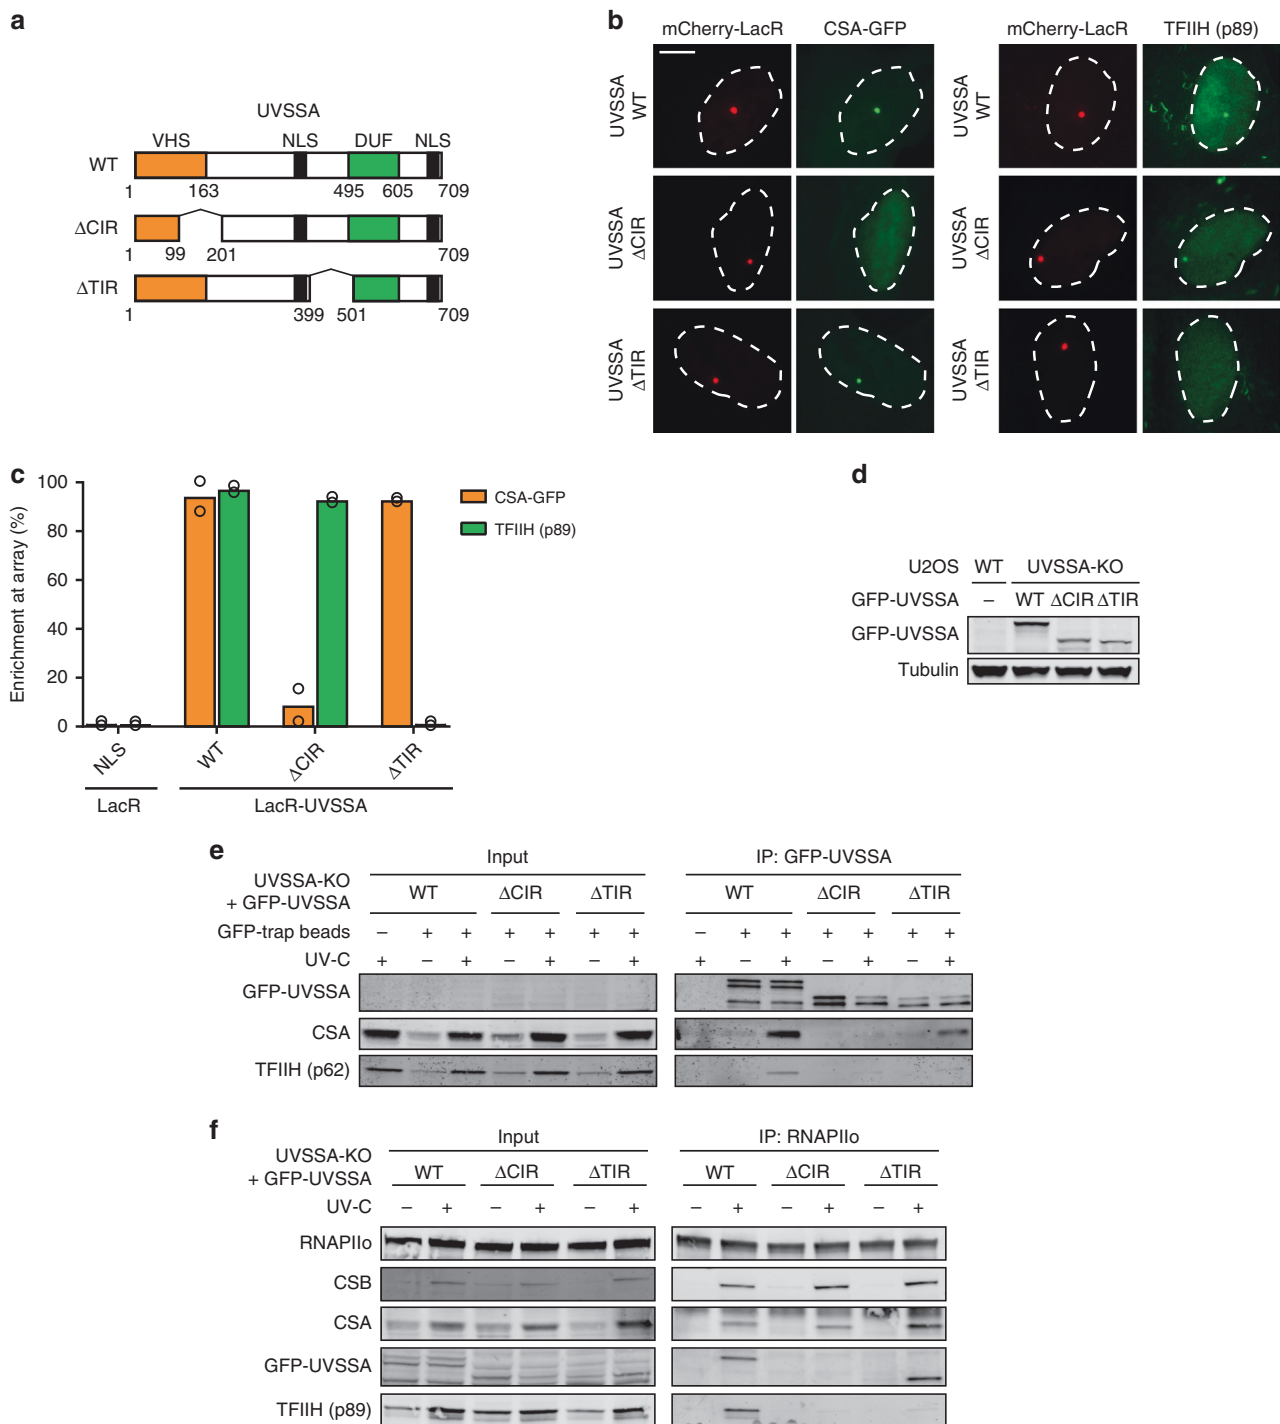 a
UVSSA
VHS NLS DUF NLS
WT
1 163 495 605 709
ΔCIR
1 99 201 709
ΔTIR
1 399 501 709
b
mCherry-LacR CSA-GFP mCherry-LacR TFIIH (p89)
UVSSA WT
UVSSA WT
UVSSA ΔCIR
UVSSA ΔCIR
UVSSA ΔTIR
UVSSA ΔTIR
c
Enrichment at array (%)
100
80
60
40
20
0
CSA-GFP
TFIIH (p89)
NLS WT ΔCIR ΔTIR
LacR LacR-UVSSA
d
U2OS WT UVSSA-KO
GFP-UVSSA – WT ΔCIR ΔTIR
GFP-UVSSA
Tubulin
e
Input IP: GFP-UVSSA
UVSSA-KO
+ GFP-UVSSA
WT ΔCIR ΔTIR WT ΔCIR ΔTIR
GFP-trap beads – + + + + + + – + + + + + +
UV-C + – + – + – + + – + – + – +
GFP-UVSSA
CSA
TFIIH (p62)
f
Input IP: RNAPIIo
UVSSA-KO
+ GFP-UVSSA
WT ΔCIR ΔTIR WT ΔCIR ΔTIR
UV-C – + – + – + – + – + – +
RNAPIIo
CSB
CSA
GFP-UVSSA
TFIIH (p89)